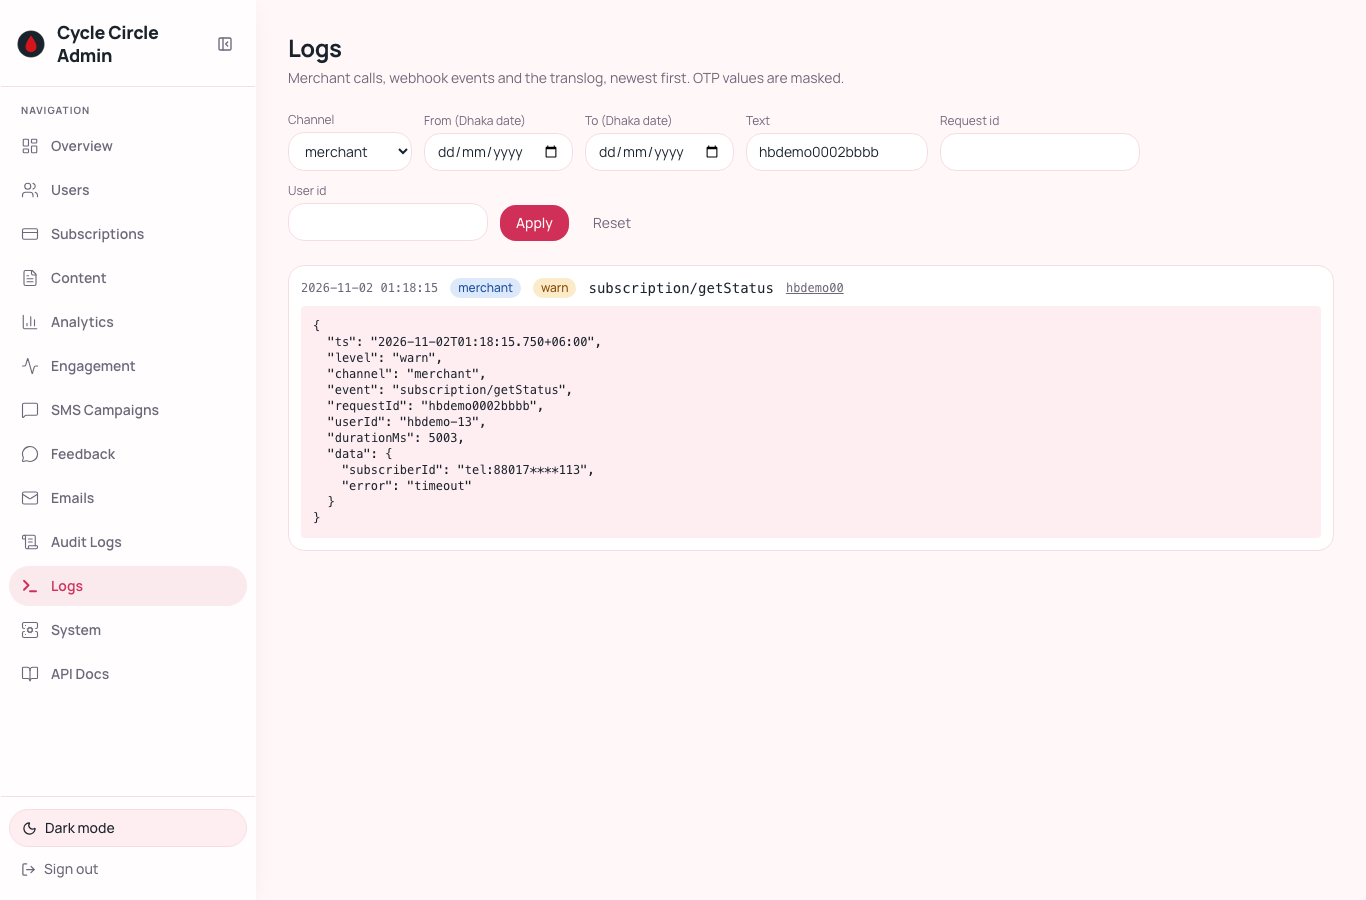 Cycle Circle
Admin
NAVIGATION
Overview
Users
Subscriptions
Content
Analytics
Engagement
SMS Campaigns
Feedback
Emails
Audit Logs
Logs
System
API Docs
Dark mode
Sign out
Logs
Merchant calls, webhook events and the translog, newest first. OTP values are masked.
Channel From (Dhaka date) To (Dhaka date) Text Request id
merchant dd/mm/yyyy dd/mm/yyyy hbdemo0002bbbb
User id
Apply Reset
2026-11-02 01:18:15 merchant warn subscription/getStatus hbdemo00
{
"ts": "2026-11-02T01:18:15.750+06:00",
"level": "warn",
"channel": "merchant",
"event": "subscription/getStatus",
"requestId": "hbdemo0002bbbb",
"userId": "hbdemo-13",
"durationMs": 5003,
"data": {
"subscriberId": "tel:88017****113",
"error": "timeout"
}
}